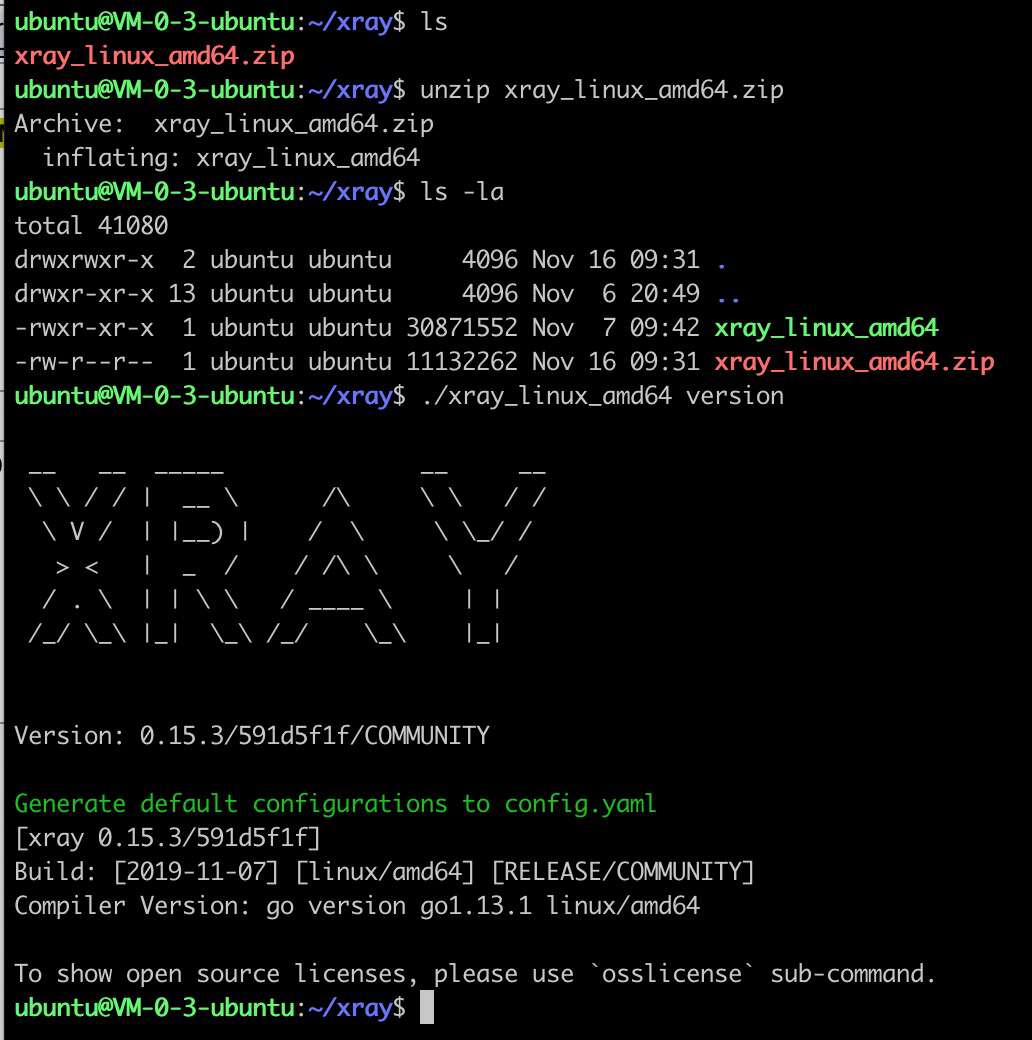 ubuntu@VM-0-3-ubuntu:~/xray$ ls
xray_linux_amd64.zip
ubuntu@VM-0-3-ubuntu:~/xray$ unzip xray_linux_amd64.zip
Archive:  xray_linux_amd64.zip
  inflating: xray_linux_amd64
ubuntu@VM-0-3-ubuntu:~/xray$ ls -la
total 41080
drwxrwxr-x  2 ubuntu ubuntu     4096 Nov 16 09:31 .
drwxr-xr-x 13 ubuntu ubuntu     4096 Nov  6 20:49 ..
-rwxr-xr-x  1 ubuntu ubuntu 30871552 Nov  7 09:42 xray_linux_amd64
-rw-r--r--  1 ubuntu ubuntu 11132262 Nov 16 09:31 xray_linux_amd64.zip
ubuntu@VM-0-3-ubuntu:~/xray$ ./xray_linux_amd64 version
 __   __  _____              __     __
 \ \ / / |  __ \      /\     \ \   / /
  \ V /  | |__) |    /  \     \ \_/ /
   > <   |  _  /    / /\ \     \   /
  / . \  | | \ \   / ____ \     | |
 /_/ \_\ |_|  \_\ /_/    \_\    |_|
Version: 0.15.3/591d5f1f/COMMUNITY
Generate default configurations to config.yaml
[xray 0.15.3/591d5f1f]
Build: [2019-11-07] [linux/amd64] [RELEASE/COMMUNITY]
Compiler Version: go version go1.13.1 linux/amd64
To show open source licenses, please use `osslicense` sub-command.
ubuntu@VM-0-3-ubuntu:~/xray$